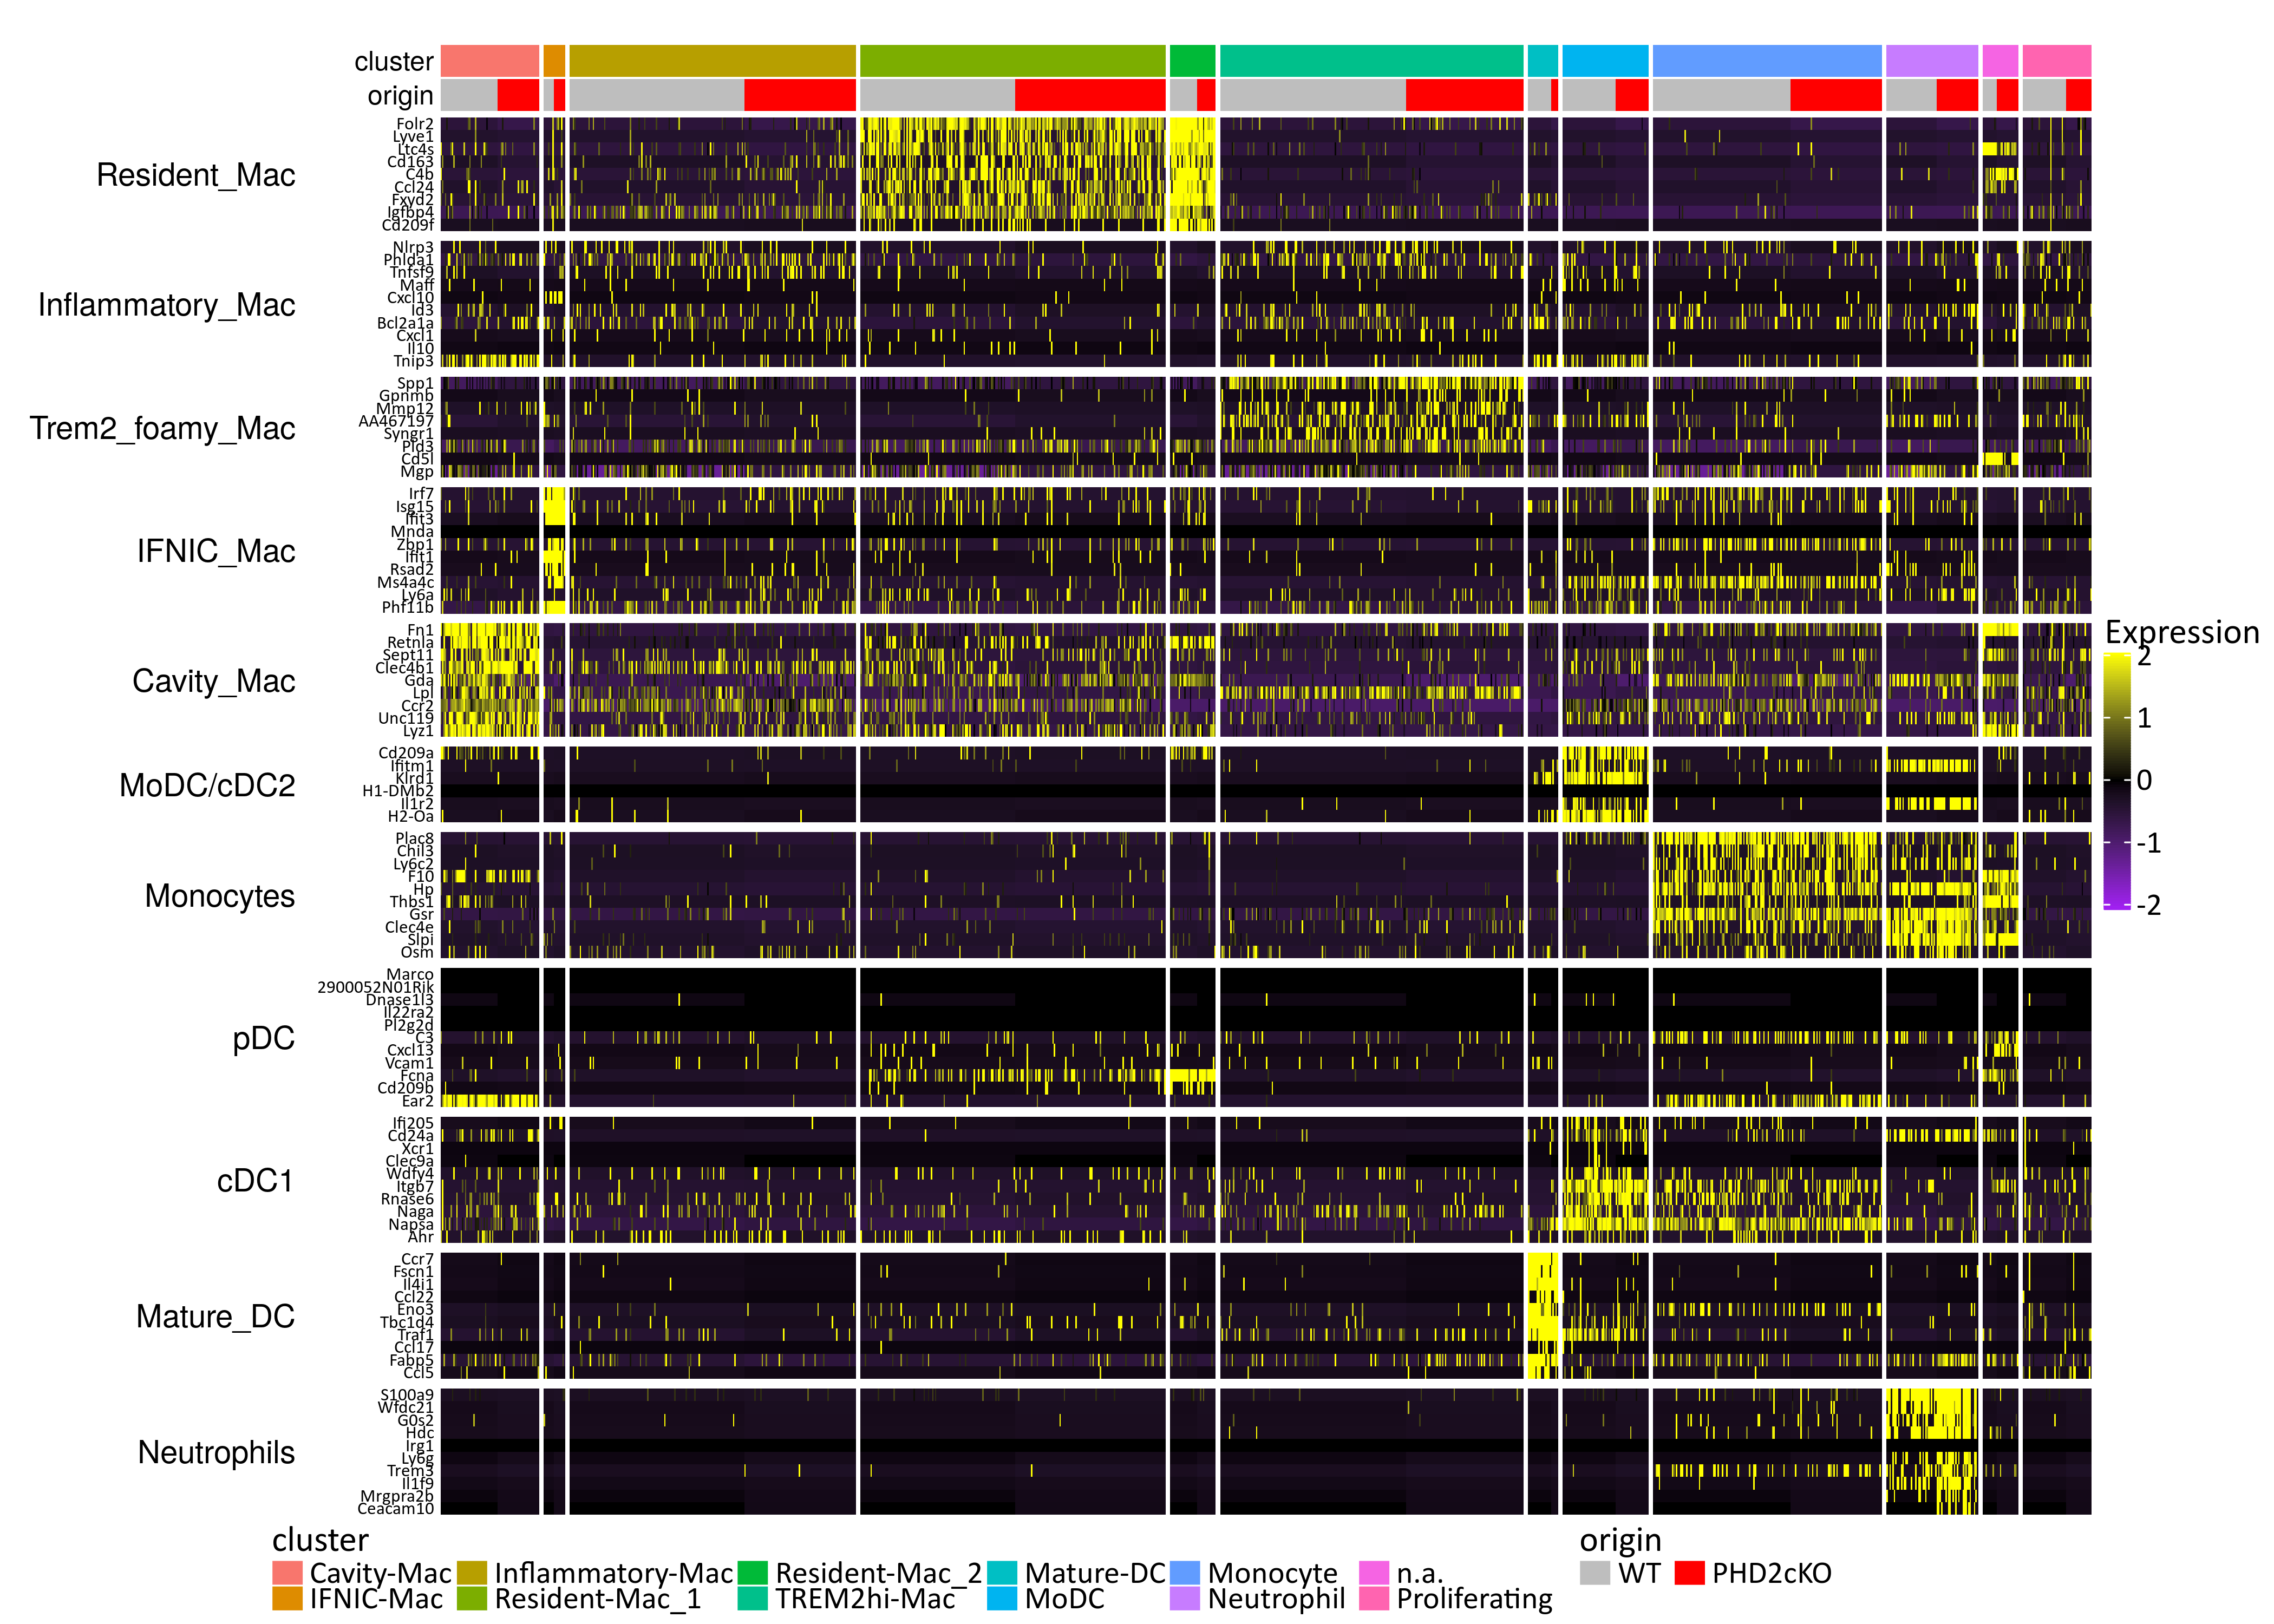 cluster
origin
Resident_Mac
Folr2
Lyve1
Ltc4s
Cd163
C4b
Ccl24
Fxyd2
Igfbp4
Cd209f
Inflammatory_Mac
Nlrp3
Phlda1
Tnfsf9
Maff
Cxcl10
Id3
Bcl2a1a
Cxcl1
Il10
Tnip3
Trem2_foamy_Mac
Spp1
Gpnmb
Mmp12
AA467197
Syngr1
Pld3
Cd5l
Mgp
IFNIC_Mac
Irf7
Isg15
Ifit3
Mnda
Zbp1
Ifit1
Rsad2
Ms4a4c
Ly6a
Phf11b
Cavity_Mac
Fn1
Retnla
Sept11
Clec4b1
Gda
Lpl
Ccr2
Unc119
Lyz1
MoDC/cDC2
Cd209a
Ifitm1
Klrd1
H1-DMb2
Il1r2
H2-Oa
Monocytes
Plac8
Chil3
Ly6c2
F10
Hp
Thbs1
Gsr
Clec4e
Slpi
Osm
pDC
Marco
2900052N01Rik
Dnase1l3
Il22ra2
Pl2g2d
C3
Cxcl13
Vcam1
Fcna
Cd209b
Ear2
cDC1
Ifi205
Cd24a
Xcr1
Clec9a
Wdfy4
Itgb7
Rnase6
Naga
Napsa
Ahr
Mature_DC
Ccr7
Fscn1
Il4i1
Ccl22
Eno3
Tbc1d4
Traf1
Ccl17
Fabp5
Ccl5
Neutrophils
S100a9
Wfdc21
G0s2
Hdc
Irg1
Ly6g
Trem3
Il1f9
Mrgpra2b
Ceacam10
Expression
2
1
0
-1
-2
cluster
Cavity-Mac Inflammatory-Mac Resident-Mac_2 Mature-DC Monocyte n.a.
IFNIC-Mac Resident-Mac_1 TREM2hi-Mac MoDC Neutrophil Proliferating
origin
WT PHD2cKO